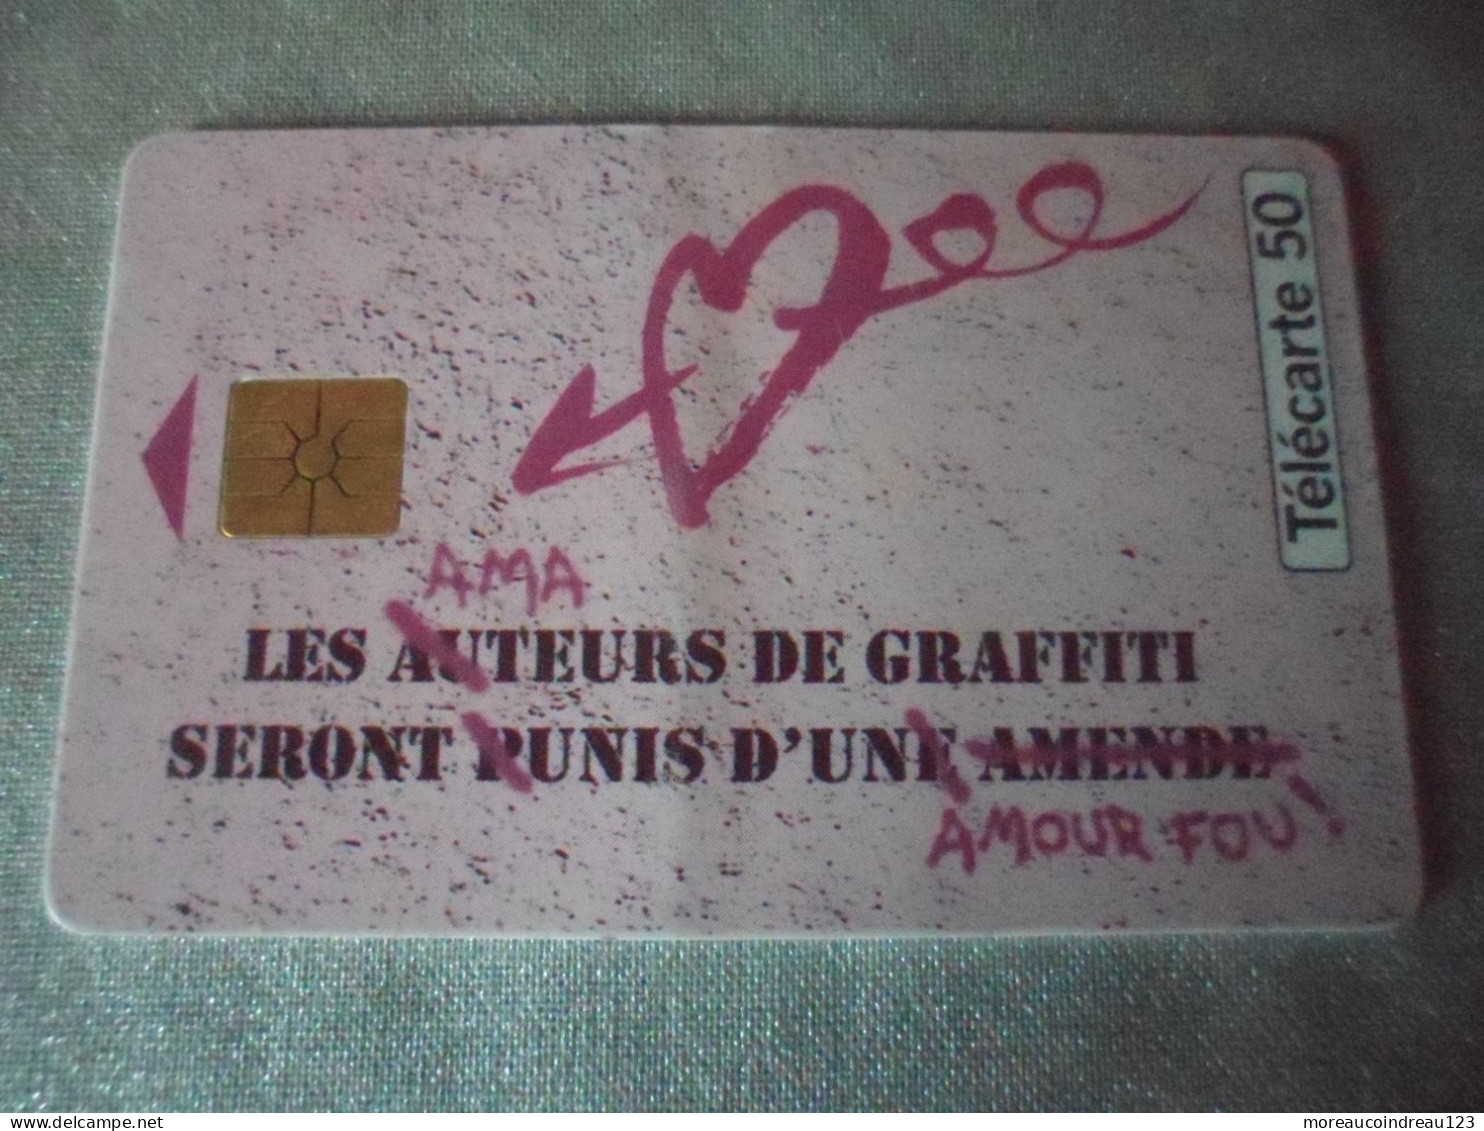 Télécarte 50
AMA
LES AUTEURS DE GRAFFITI
SERONT PUNIS D'UNE AMENDE
AMOUR FOU!
www.delcampe.net
moreaucoindreau123